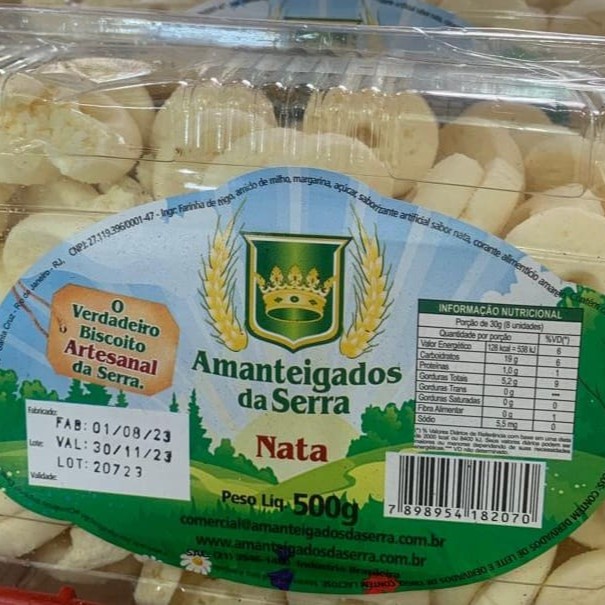 CNPJ: 27.119.396/0001-47 - Ingr: Farinha de trigo, amido de milho, margarina, açúcar, saborizante artificial sabor nata, corante alimentício
O
Verdadeiro
Biscoito
Artesanal
da Serra.
Amanteigados
da Serra
Nata
Peso Liq. 500g
comercial@amanteigadosdaserra.com.br
www.amanteigadosdaserra.com.br
Indústria Brasileira
Fabricado:
FAB: 01/08/23
Lote:
VAL: 30/11/23
LOT: 20723
Validade:
INFORMAÇÃO NUTRICIONAL
Porção de 30g (8 unidades)
Quantidade por porção %VD(*)
Valor Energético 128 kcal = 538 kJ 6
Carboidratos 19 g 6
Proteínas 1,0 g 1
Gorduras Totais 5,2 g 9
Gorduras Trans 0 g
Gorduras Saturadas 0 g
Fibra Alimentar 0 g
Sódio 5,5 mg
7 898954 182070